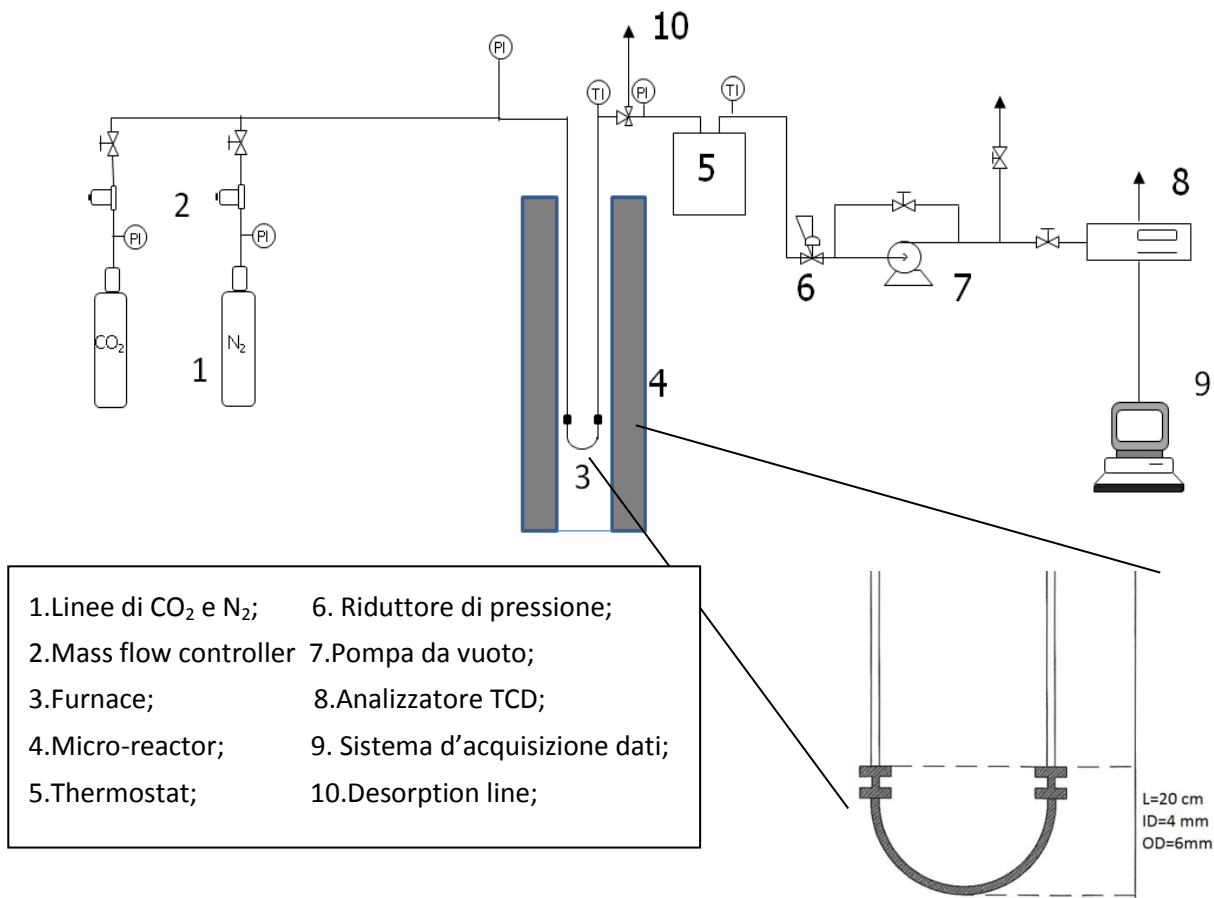 10
PI
TI
PI
TI
5
8
2
PI
PI
6
7
CO₂
N₂
1
4
9
3
1.Linee di CO₂ e N₂; 6. Riduttore di pressione;
2.Mass flow controller 7.Pompa da vuoto;
3.Furnace; 8.Analizzatore TCD;
4.Micro-reactor; 9. Sistema d'acquisizione dati;
5.Thermostat; 10.Desorption line;
L=20 cm
ID=4 mm
OD=6mm